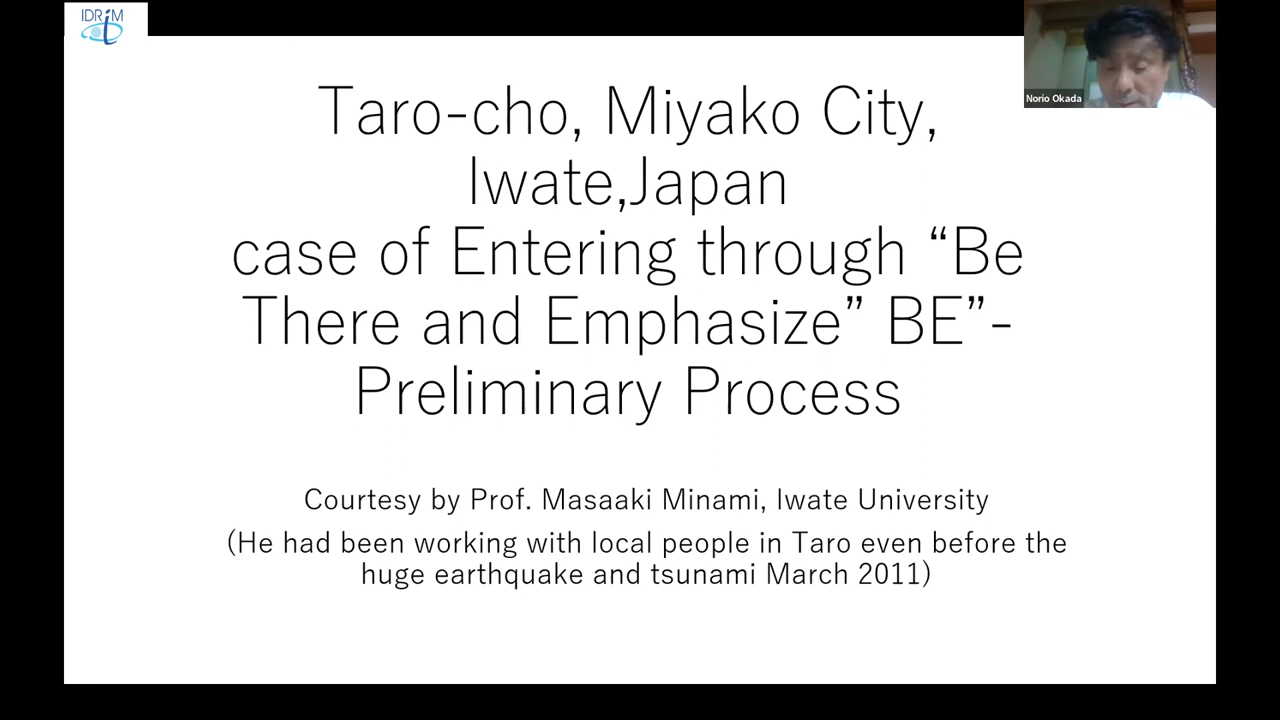 IDRiM
Norio Okada
Taro-cho, Miyako City,
Iwate,Japan
case of Entering through “Be
There and Emphasize” BE”-
Preliminary Process
Courtesy by Prof. Masaaki Minami, Iwate University
(He had been working with local people in Taro even before the
huge earthquake and tsunami March 2011)